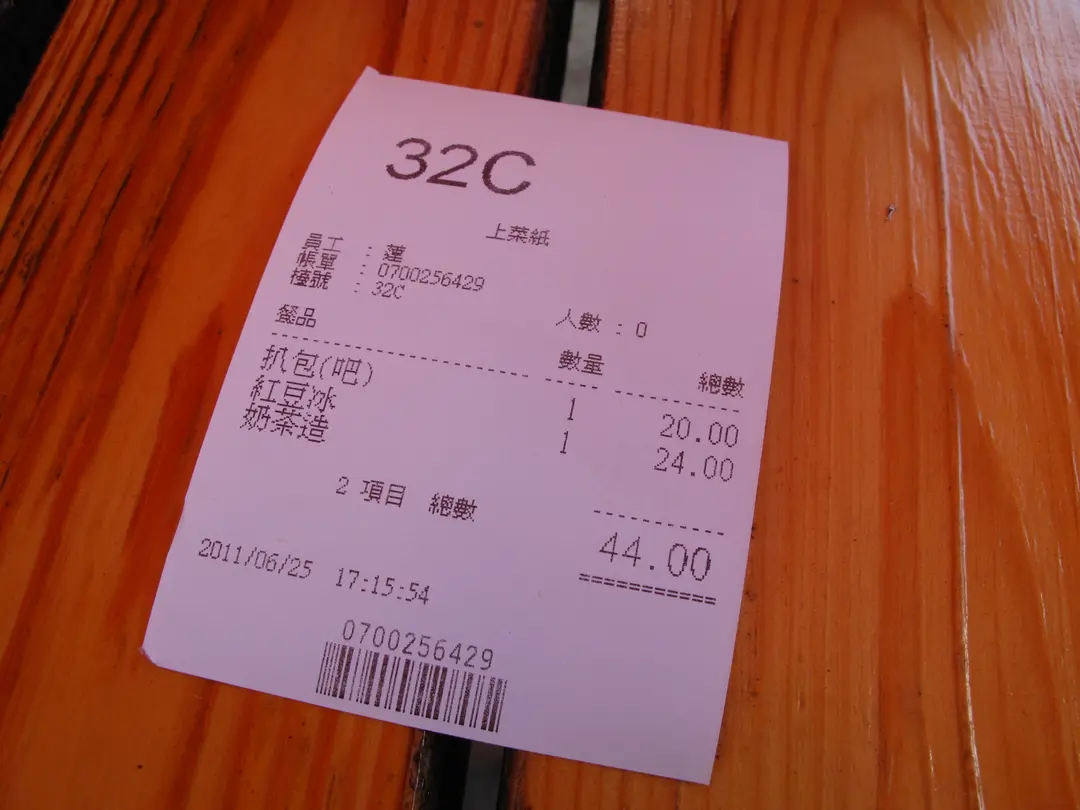 32C
上菜紙
員工 : 蓮
帳單 : 0700256429
檯號 : 32C
人數 : 0
餐品 數量 總數
扒包(吧) 1 20.00
紅豆冰 1 24.00
奶茶造
2 項目 總數 44.00
2011/06/25 17:15:54
0700256429